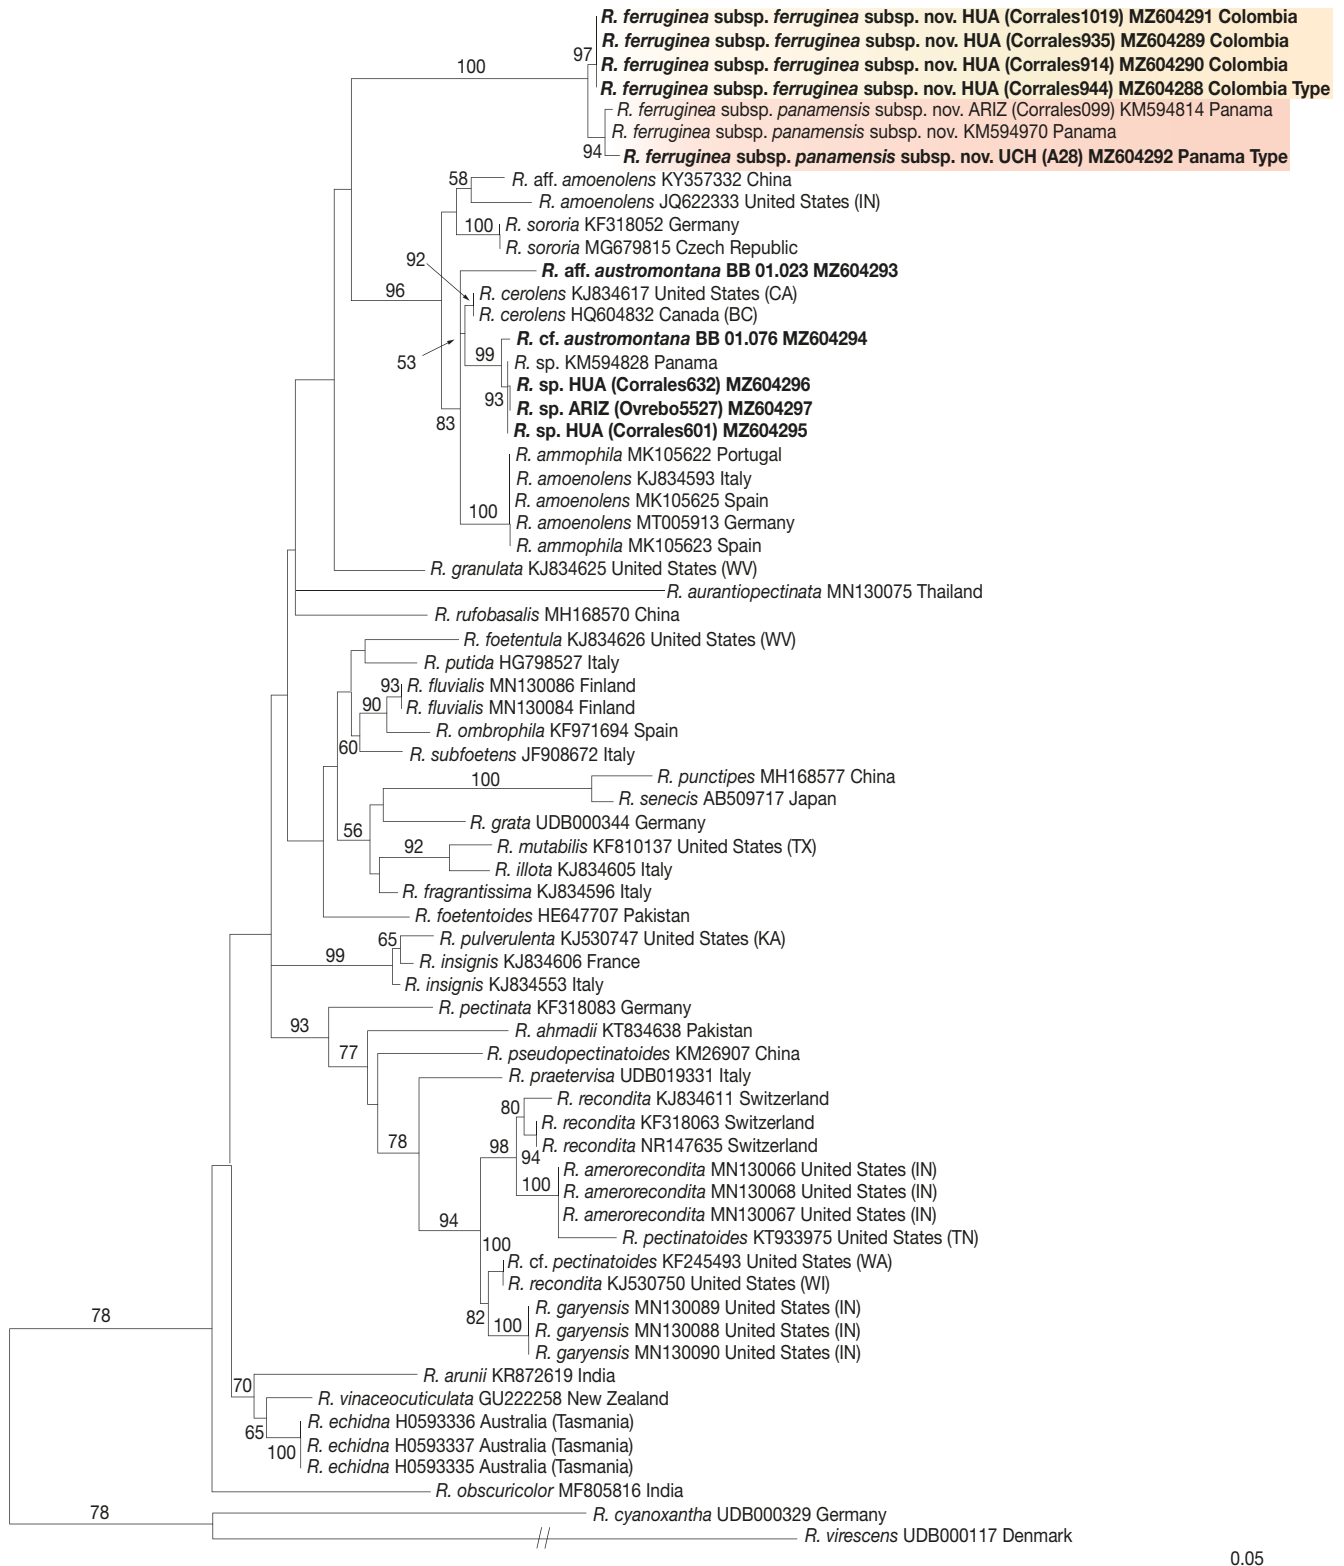 R. ferruginea subsp. ferruginea subsp. nov. HUA (Corrales1019) MZ604291 Colombia
R. ferruginea subsp. ferruginea subsp. nov. HUA (Corrales935) MZ604289 Colombia
97
R. ferruginea subsp. ferruginea subsp. nov. HUA (Corrales914) MZ604290 Colombia
100
R. ferruginea subsp. ferruginea subsp. nov. HUA (Corrales944) MZ604288 Colombia Type
R. ferruginea subsp. panamensis subsp. nov. ARIZ (Corrales099) KM594814 Panama
R. ferruginea subsp. panamensis subsp. nov. KM594970 Panama
94
R. ferruginea subsp. panamensis subsp. nov. UCH (A28) MZ604292 Panama Type
58
R. aff. amoenolens KY357332 China
R. amoenolens JQ622333 United States (IN)
100
R. sororia KF318052 Germany
R. sororia MG679815 Czech Republic
92
R. aff. austromontana BB 01.023 MZ604293
96
R. cerolens KJ834617 United States (CA)
R. cerolens HQ604832 Canada (BC)
R. cf. austromontana BB 01.076 MZ604294
53
99
R. sp. KM594828 Panama
R. sp. HUA (Corrales632) MZ604296
93
R. sp. ARIZ (Ovrebo5527) MZ604297
83
R. sp. HUA (Corrales601) MZ604295
R. ammophila MK105622 Portugal
R. amoenolens KJ834593 Italy
R. amoenolens MK105625 Spain
100
R. amoenolens MT005913 Germany
R. ammophila MK105623 Spain
R. granulata KJ834625 United States (WV)
R. aurantiopectinata MN130075 Thailand
R. rufobasalis MH168570 China
R. foetentula KJ834626 United States (WV)
R. putida HG798527 Italy
93
R. fluvialis MN130086 Finland
90
R. fluvialis MN130084 Finland
R. ombrophila KF971694 Spain
60
R. subfoetens JF908672 Italy
100
R. punctipes MH168577 China
R. senecis AB509717 Japan
R. grata UDB000344 Germany
56
92
R. mutabilis KF810137 United States (TX)
R. illota KJ834605 Italy
R. fragrantissima KJ834596 Italy
R. foetentoides HE647707 Pakistan
65
R. pulverulenta KJ530747 United States (KA)
99
R. insignis KJ834606 France
R. insignis KJ834553 Italy
R. pectinata KF318083 Germany
93
R. ahmadii KT834638 Pakistan
77
R. pseudopectinatoides KM26907 China
R. praetervisa UDB019331 Italy
80
R. recondita KJ834611 Switzerland
R. recondita KF318063 Switzerland
78
98
94
R. recondita NR147635 Switzerland
R. amerorecondita MN130066 United States (IN)
100
R. amerorecondita MN130068 United States (IN)
R. amerorecondita MN130067 United States (IN)
94
R. pectinatoides KT933975 United States (TN)
100
R. cf. pectinatoides KF245493 United States (WA)
R. recondita KJ530750 United States (WI)
R. garyensis MN130089 United States (IN)
82
100
R. garyensis MN130088 United States (IN)
78
R. garyensis MN130090 United States (IN)
R. arunii KR872619 India
70
R. vinaceocuticulata GU222258 New Zealand
R. echidna H0593336 Australia (Tasmania)
65
R. echidna H0593337 Australia (Tasmania)
100
R. echidna H0593335 Australia (Tasmania)
R. obscuricolor MF805816 India
78
R. cyanoxantha UDB000329 Germany
R. virescens UDB000117 Denmark
0.05